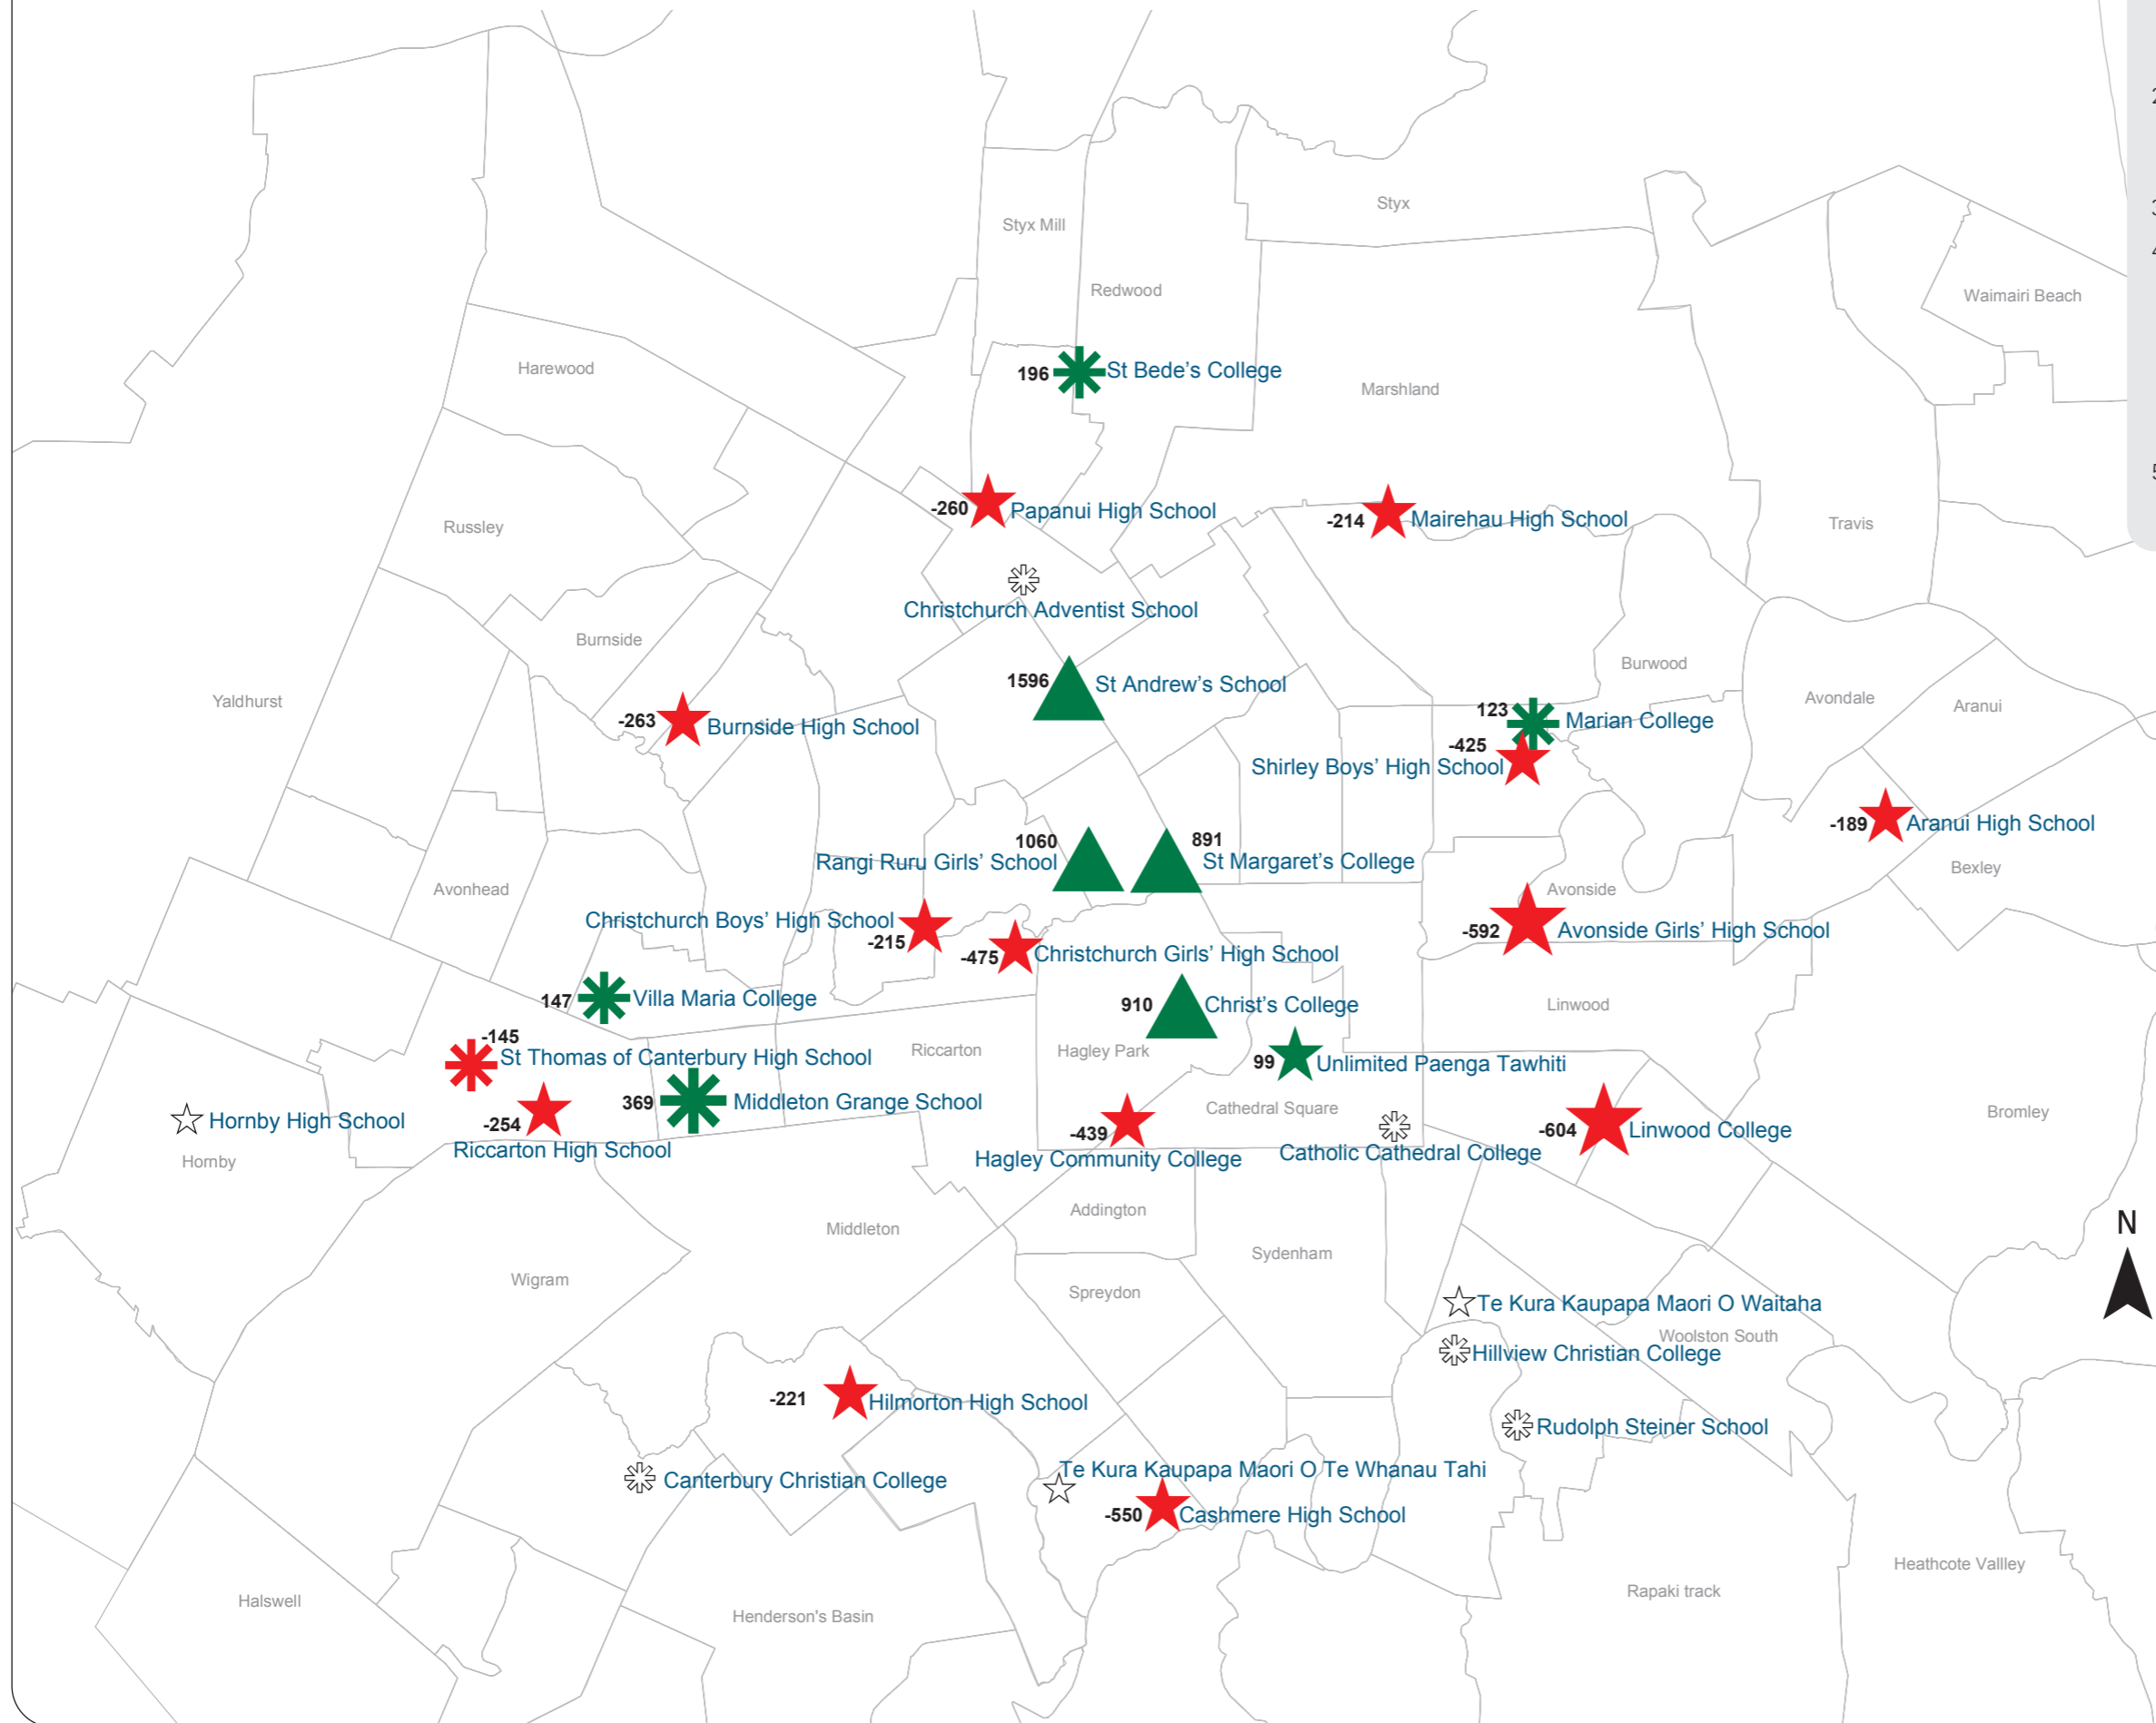 2
Styx
Styx Mill
3
4
Redwood
Waimairi Beach
Harewood
196
St Bede’s College
Marshland
5
-260
Papanui High School
-214
Mairehau High School
Russley
Travis
Christchurch Adventist School
Burnside
Burwood
1596
St Andrew’s School
Yaldhurst
Avondale
Aranui
-263
Burnside High School
123
Marian College
-425
Shirley Boys’ High School
-189
Aranui High School
1060
Rangi Ruru Girls’ School
891
St Margaret’s College
Bexley
Avonhead
Avonside
Christchurch Boys’ High School
-215
-475
Christchurch Girls’ High School
-592
Avonside Girls’ High School
147
Villa Maria College
910
Christ’s College
Linwood
-145
St Thomas of Canterbury High School
Riccarton
Hagley Park
99
Unlimited Paenga Tawhiti
369
Middleton Grange School
Cathedral Square
Bromley
Hornby High School
-254
Riccarton High School
-439
Hagley Community College
Catholic Cathedral College
-604
Linwood College
Hornby
Addington
Middleton
N
Sydenham
Wigram
Spreydon
Te Kura Kaupapa Maori O Waitaha
Woolston South
Hillview Christian College
-221
Hilmorton High School
Rudolph Steiner School
Te Kura Kaupapa Maori O Te Whanau Tahi
Canterbury Christian College
-550
Cashmere High School
Heathcote Vallley
Rapaki track
Halswell
Henderson's Basin